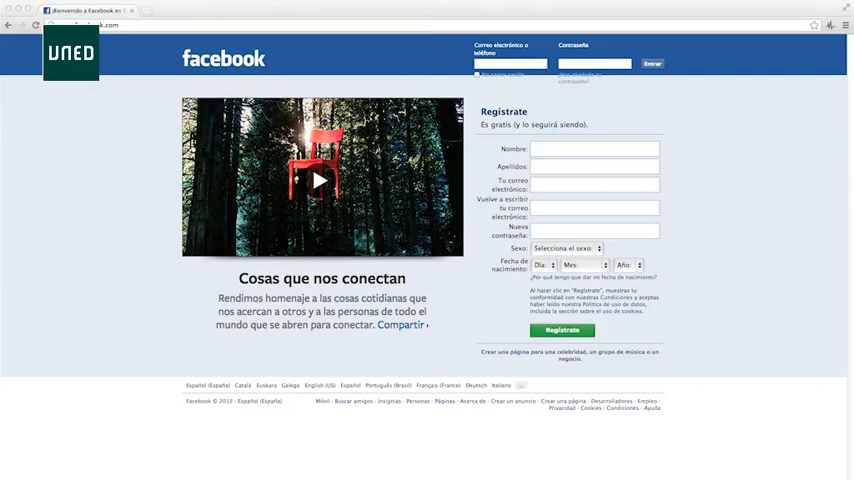 ¡Bienvenido a Facebook en E
.com
UNED
facebook
Correo electrónico o teléfono
Contraseña
Entrar
contraseña?
Regístrate
Es gratis (y lo seguirá siendo).
Nombre:
Apellidos:
Tu correo
electrónico:
Vuelve a escribir
tu correo
electrónico:
Nueva
contraseña:
Sexo: Selecciona el sexo:
Fecha de
nacimiento:
Día: Mes: Año:
¿Por qué tengo que dar mi fecha de nacimiento?
Al hacer clic en "Regístrate", muestras tu
conformidad con nuestras Condiciones y aceptas
haber leído nuestra Política de uso de datos,
incluida la sección sobre el uso de cookies.
Regístrate
Crear una página para una celebridad, un grupo de música o un
negocio.
Cosas que nos conectan
Rendimos homenaje a las cosas cotidianas que
nos acercan a otros y a las personas de todo el
mundo que se abren para conectar. Compartir ›
Español (España) Català Euskara Galego English (US) Español Português (Brasil) Français (France) Deutsch Italiano ...
Facebook © 2012 · Español (España)
Móvil · Buscar amigos · Insignias · Personas · Páginas · Acerca de · Crear un anuncio · Crear una página · Desarrolladores · Empleo ·
Privacidad · Cookies · Condiciones · Ayuda